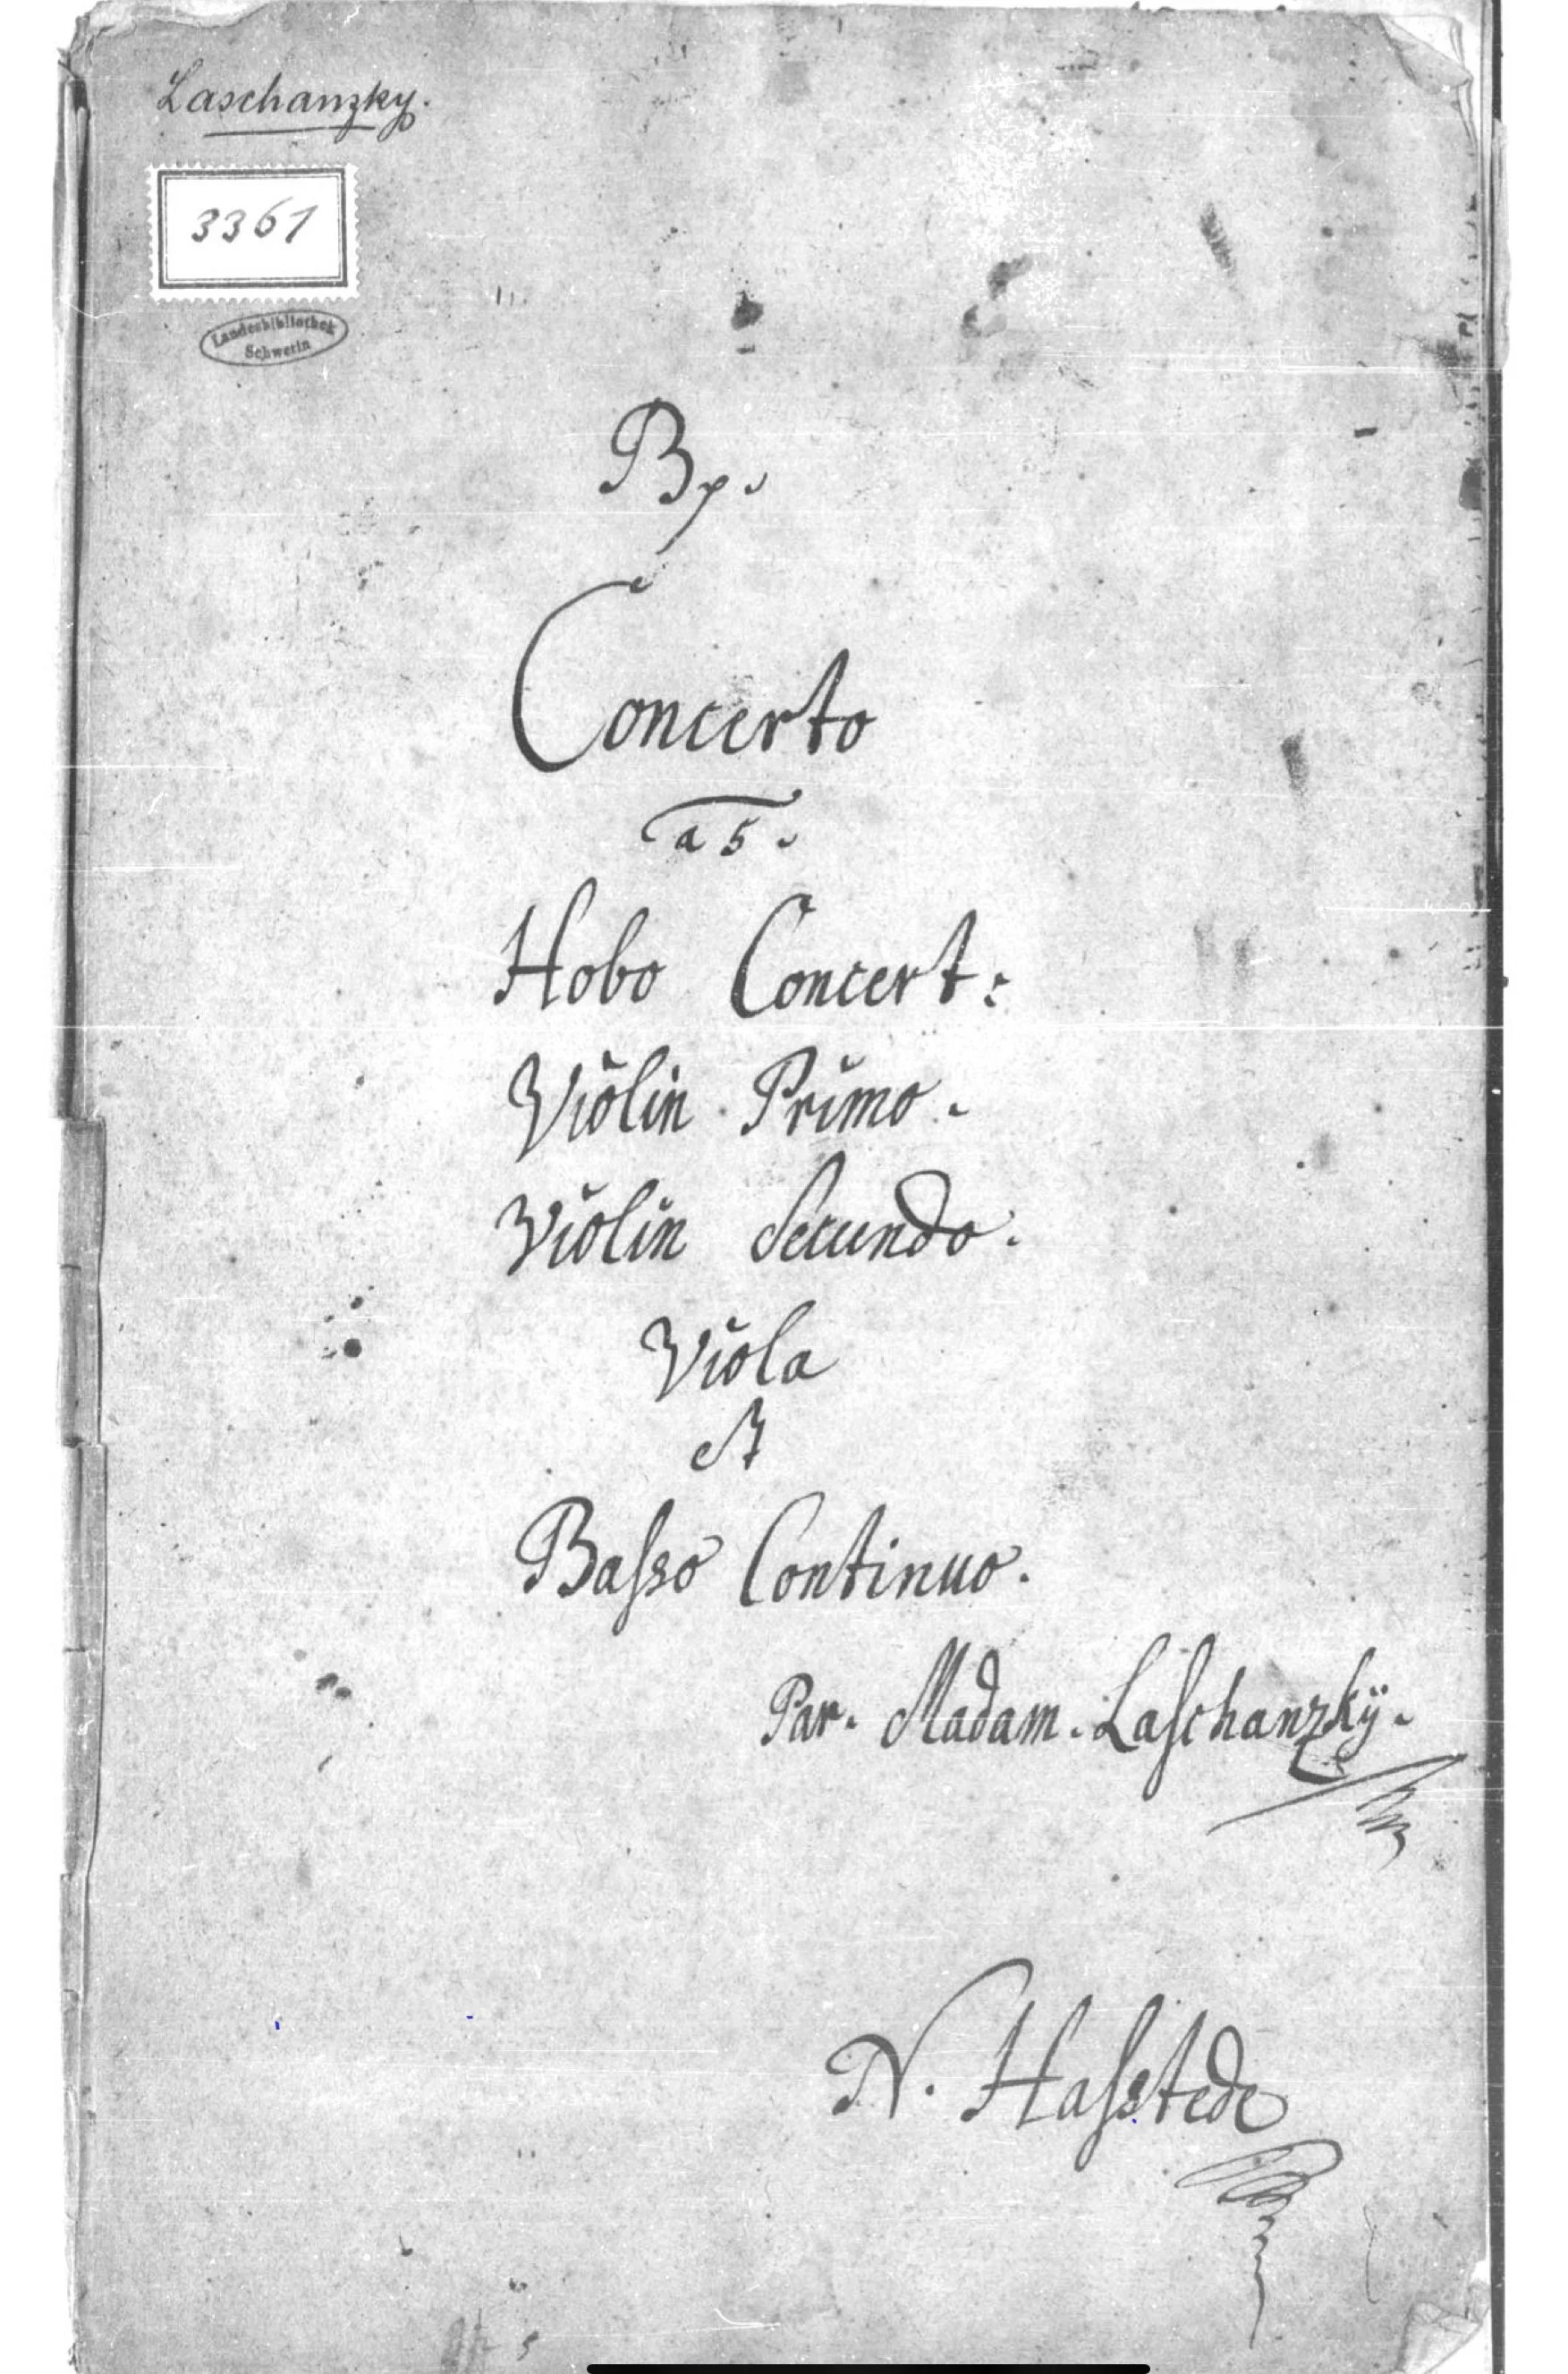 Laschanzky.
3361
Landesbibliothek
Schwerin
Concerto
a 5.
Hobo Concert:
Violin Primo.
Violin Secundo.
Viola
et
Baſso Continuo.
Par. Madam. Laſchanzkÿ.
N. Haſstede